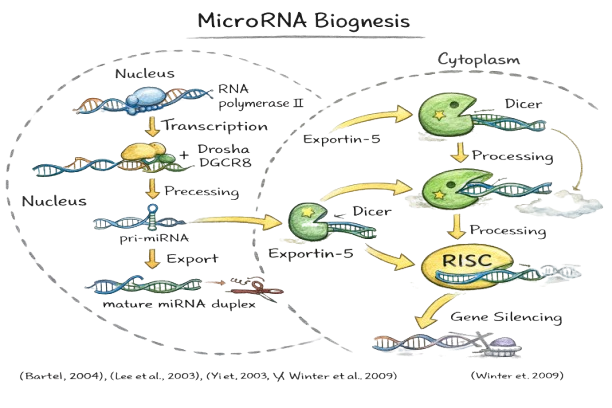 MicroRNA Biognesis
Nucleus
RNA
polymerase II
Transcription
+ Drosha
DGCR8
Precessing
Nucleus
pri-miRNA
Export
mature miRNA duplex
Cytoplasm
Exportin-5
Dicer
Processing
Dicer
Exportin-5
Processing
RISC
Gene Silencing
(Bartel, 2004), (Lee et al., 2003), (Yi et, 2003, Winter et al.. 2009)
(Winter et. 2009)